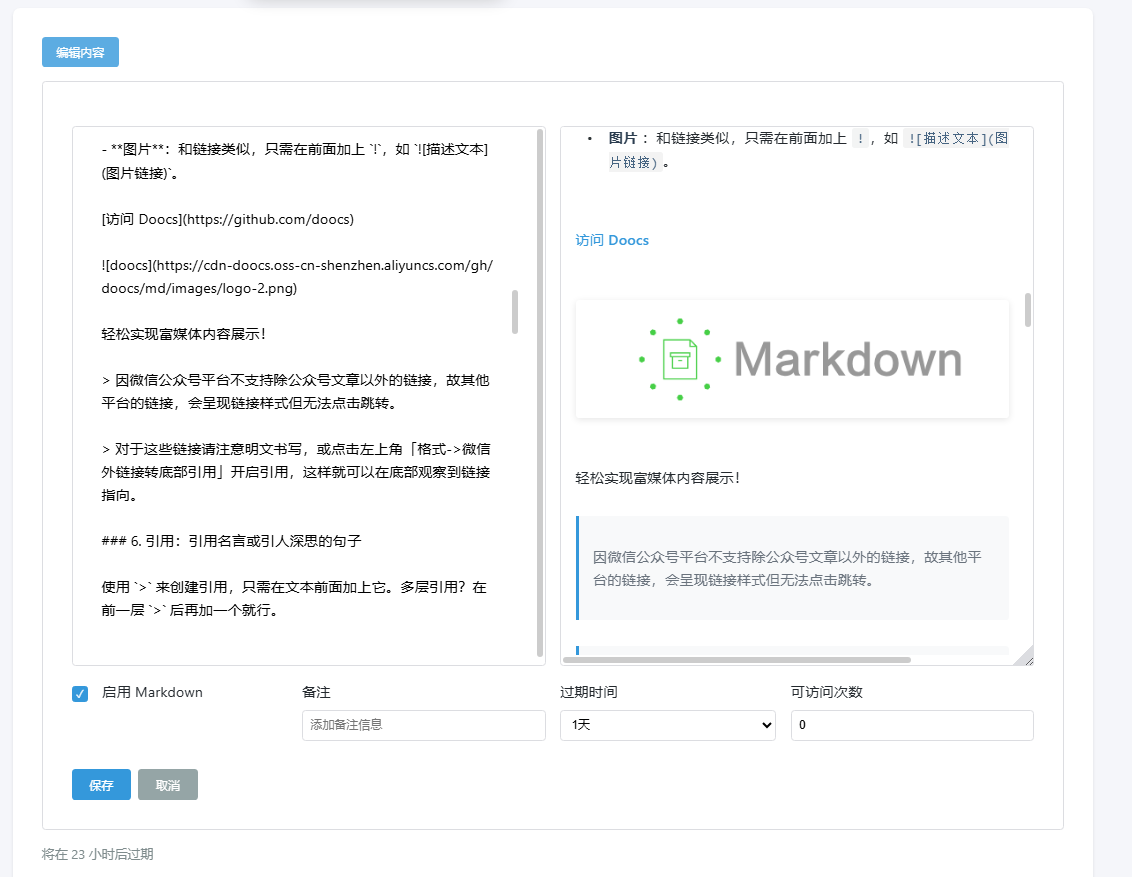 编辑内容
- **图片**：和链接类似，只需在前面加上 `!`，如 `![描述文本]
(图片链接)`。
[访问 Doocs](https://github.com/doocs)
![doocs](https://cdn-doocs.oss-cn-shenzhen.aliyuncs.com/gh/
doocs/md/images/logo-2.png)
轻松实现富媒体内容展示！
> 因微信公众号平台不支持除公众号文章以外的链接，故其他
平台的链接，会呈现链接样式但无法点击跳转。
> 对于这些链接请注意明文书写，或点击左上角「格式->微信
外链接转底部引用」开启引用，这样就可以在底部观察到链接
指向。
### 6. 引用：引用名言或引人深思的句子
使用 `>` 来创建引用，只需在文本前面加上它。多层引用？在
前一层 `>` 后再加一个就行。
• 图片 ：和链接类似，只需在前面加上 ! ，如 ![描述文本](图
片链接) 。
访问 Doocs
Markdown
轻松实现富媒体内容展示！
因微信公众号平台不支持除公众号文章以外的链接，故其他平
台的链接，会呈现链接样式但无法点击跳转。
启用 Markdown
备注
添加备注信息
过期时间
1天
可访问次数
0
保存
取消
将在 23 小时后过期